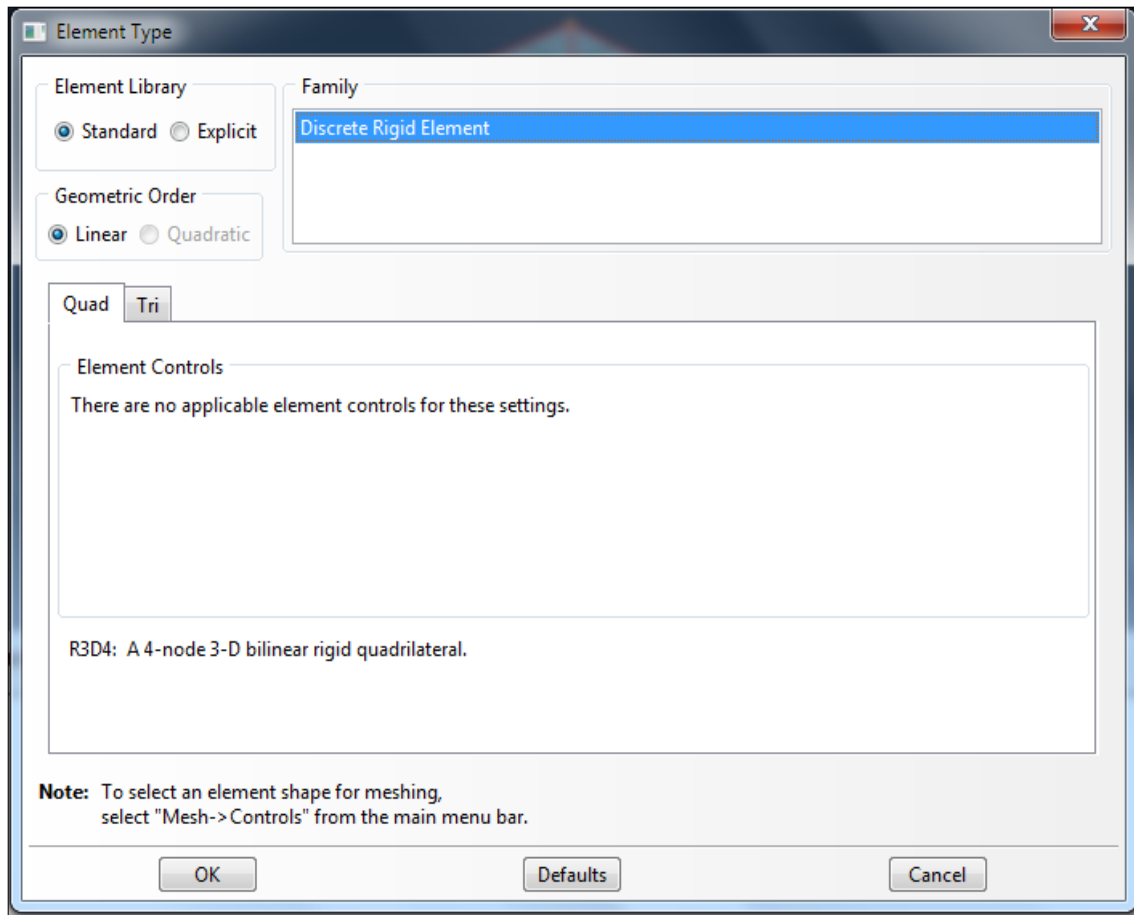 Element Type
Element Library
Standard Explicit
Family
Discrete Rigid Element
Geometric Order
Linear Quadratic
Quad Tri
Element Controls
There are no applicable element controls for these settings.
R3D4: A 4-node 3-D bilinear rigid quadrilateral.
Note: To select an element shape for meshing,
select "Mesh->Controls" from the main menu bar.
OK Defaults Cancel